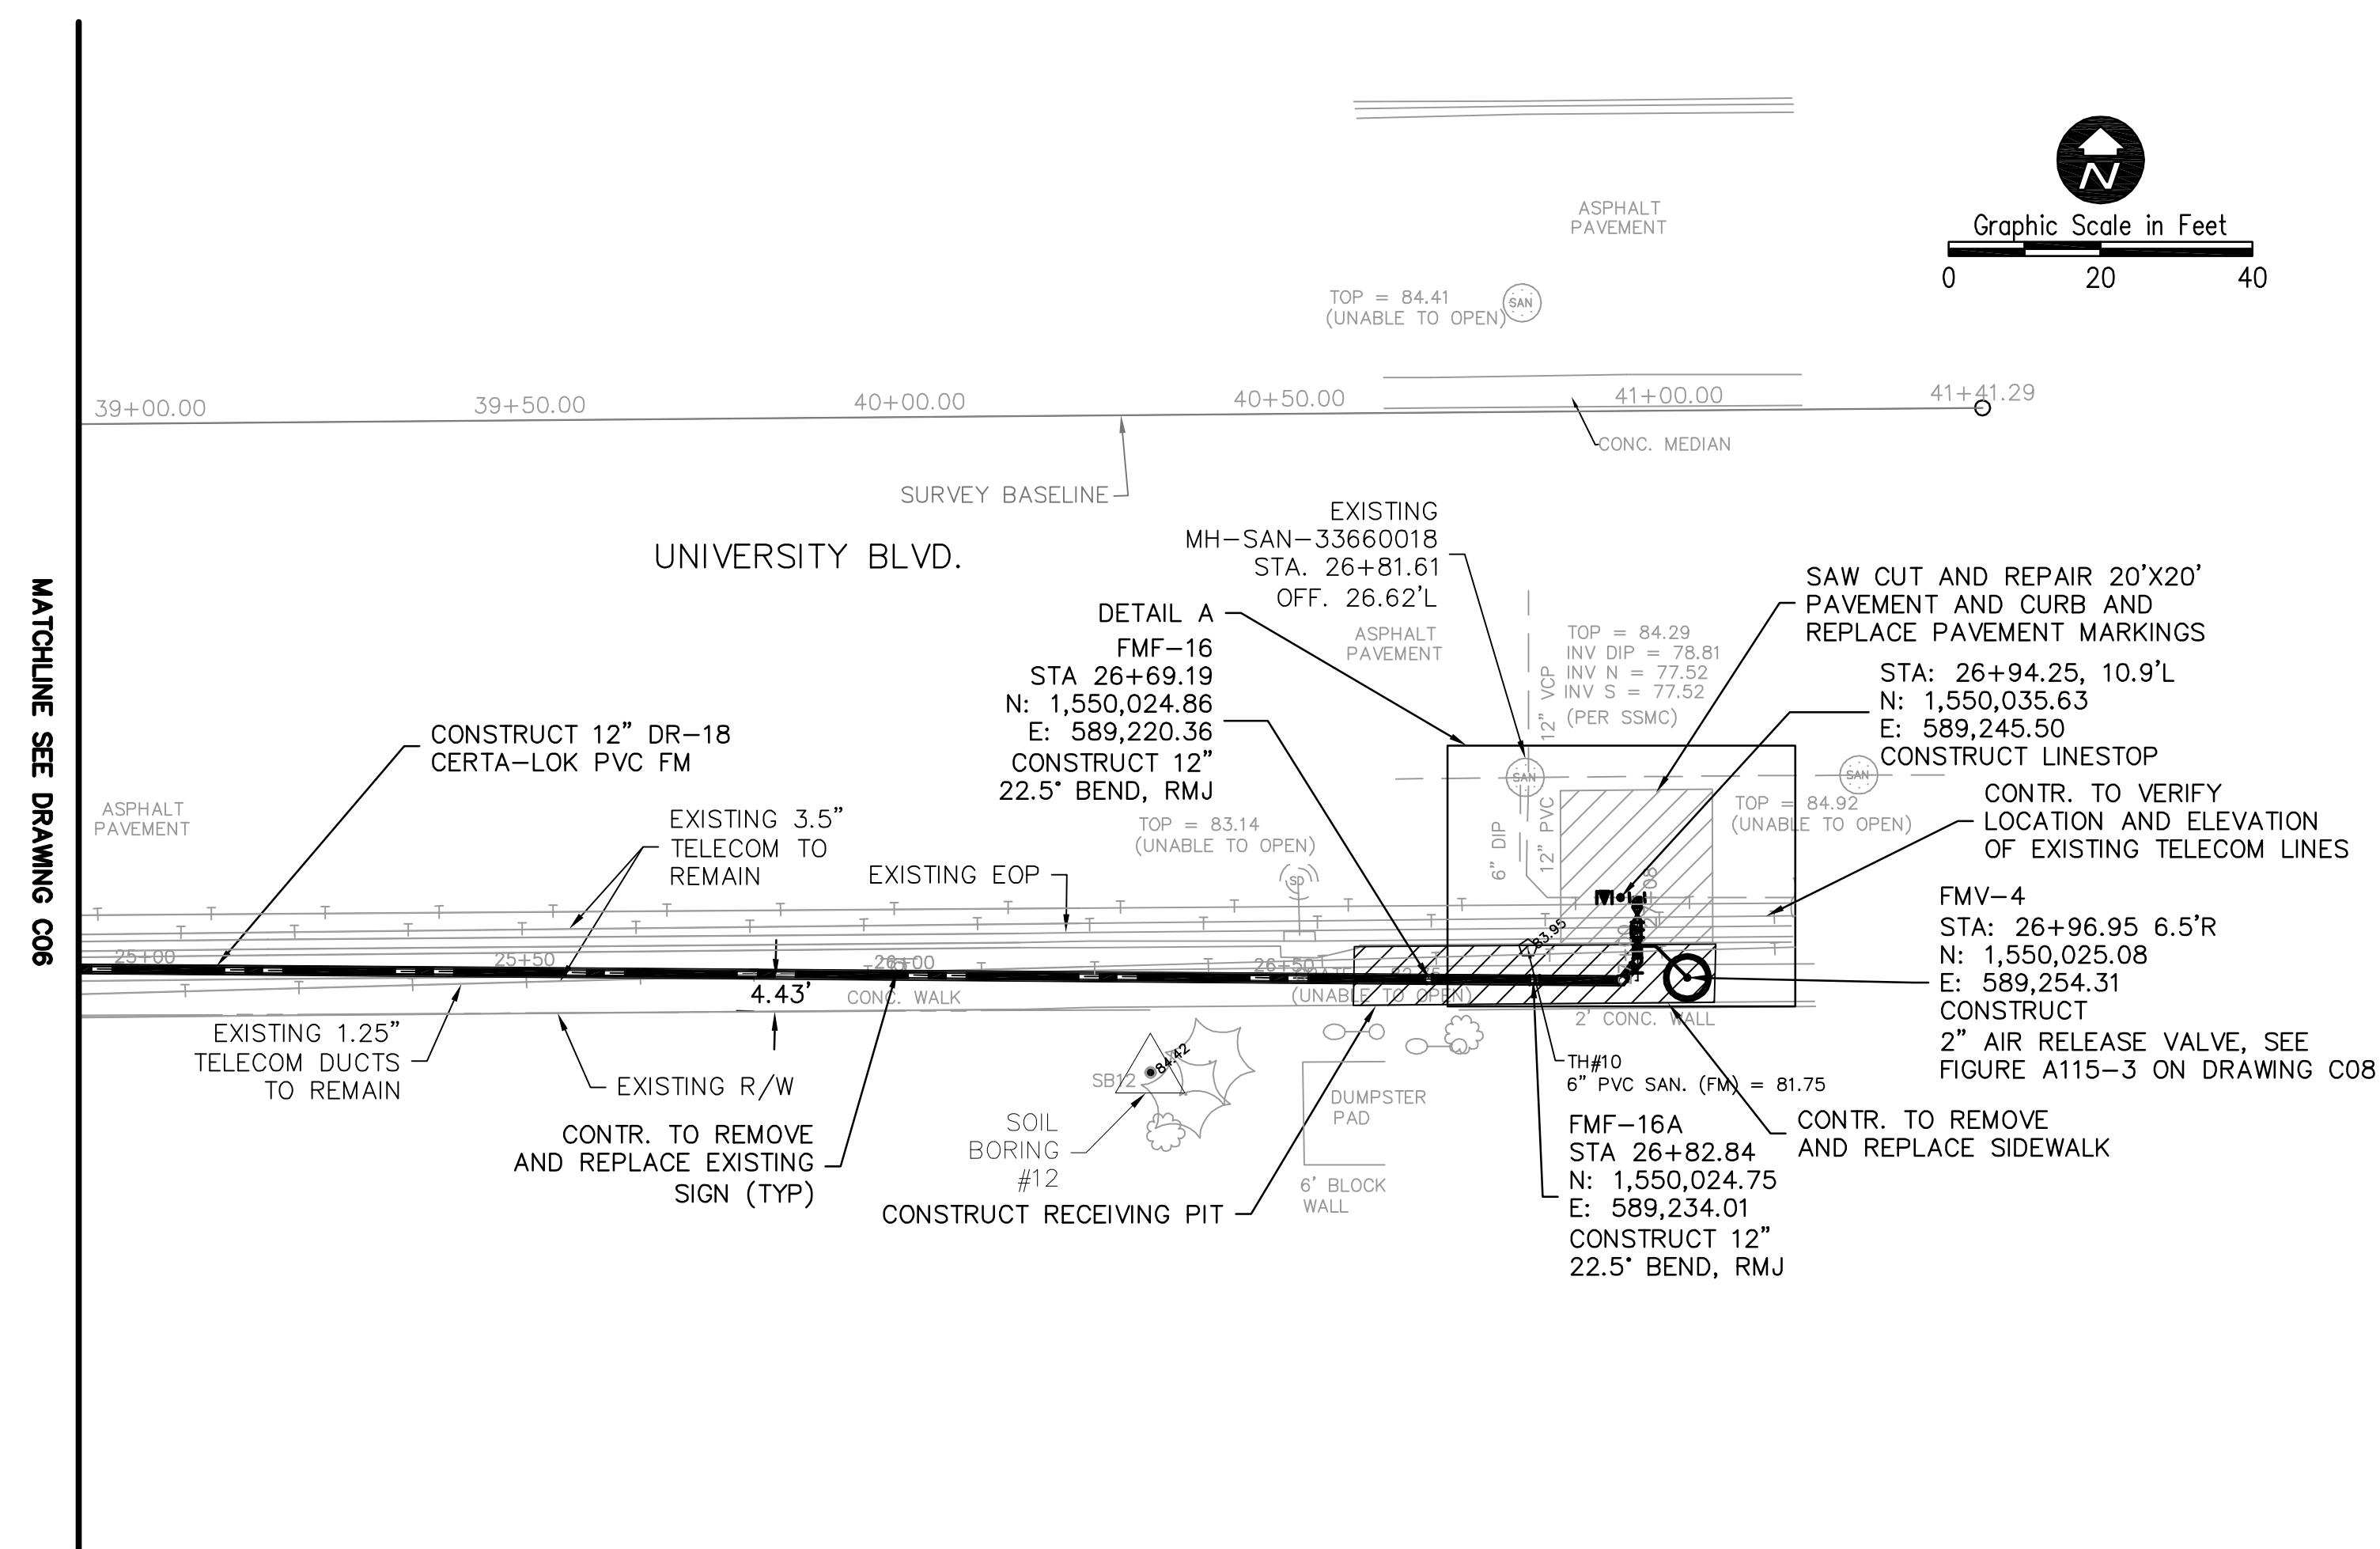 MATCHLINE SEE DRAWING C06
N
Graphic Scale in Feet
0 20 40
ASPHALT
PAVEMENT
TOP = 84.41
(UNABLE TO OPEN)
SAN
39+00.00
39+50.00
40+00.00
40+50.00
41+00.00
41+41.29
CONC. MEDIAN
SURVEY BASELINE
UNIVERSITY BLVD.
EXISTING
MH-SAN-33660018
STA. 26+81.61
OFF. 26.62'L
DETAIL A
FMF-16
STA 26+69.19
N: 1,550,024.86
E: 589,220.36
CONSTRUCT 12"
22.5° BEND, RMJ
ASPHALT
PAVEMENT
12" VCP
TOP = 84.29
INV DIP = 78.81
INV N = 77.52
INV S = 77.52
(PER SSMC)
SAW CUT AND REPAIR 20'X20'
PAVEMENT AND CURB AND
REPLACE PAVEMENT MARKINGS
STA: 26+94.25, 10.9'L
N: 1,550,035.63
E: 589,245.50
CONSTRUCT LINESTOP
CONSTRUCT 12" DR-18
CERTA-LOK PVC FM
ASPHALT
PAVEMENT
EXISTING 3.5"
TELECOM TO
REMAIN
EXISTING EOP
TOP = 83.14
(UNABLE TO OPEN)
SD
SAN
SAN
6" DIP
12" PVC
TOP = 84.92
(UNABLE TO OPEN)
CONTR. TO VERIFY
LOCATION AND ELEVATION
OF EXISTING TELECOM LINES
FMV-4
STA: 26+96.95 6.5'R
N: 1,550,025.08
E: 589,254.31
CONSTRUCT
2" AIR RELEASE VALVE, SEE
FIGURE A115-3 ON DRAWING C08
25+00
25+50
26+00
26+50
27+08
83.95
4.43'
CONC. WALK
(UNABLE TO OPEN)
2' CONC. WALL
EXISTING 1.25"
TELECOM DUCTS
TO REMAIN
EXISTING R/W
CONTR. TO REMOVE
AND REPLACE EXISTING
SIGN (TYP)
SB12
84.42
SOIL
BORING
#12
CONSTRUCT RECEIVING PIT
DUMPSTER
PAD
6' BLOCK
WALL
TH#10
6" PVC SAN. (FM) = 81.75
FMF-16A
STA 26+82.84
N: 1,550,024.75
E: 589,234.01
CONSTRUCT 12"
22.5° BEND, RMJ
CONTR. TO REMOVE
AND REPLACE SIDEWALK